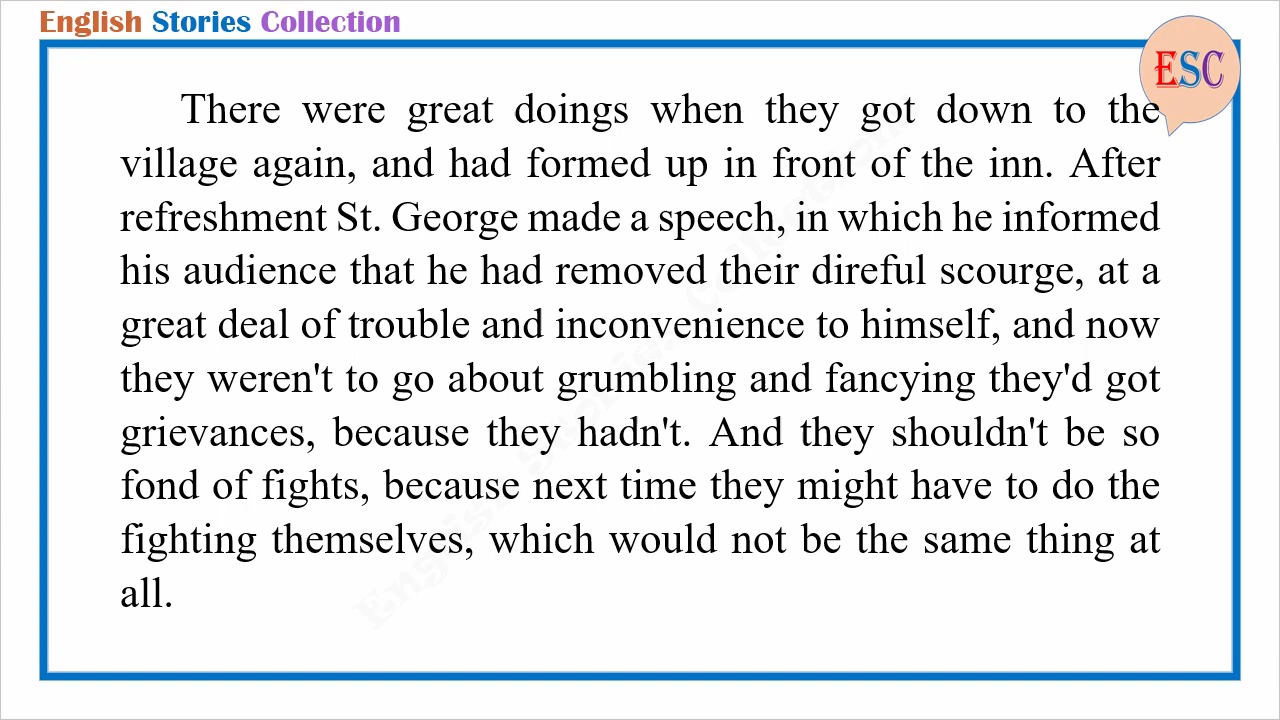 English Stories Collection
ESC
There were great doings when they got down to the
village again, and had formed up in front of the inn. After
refreshment St. George made a speech, in which he informed
his audience that he had removed their direful scourge, at a
great deal of trouble and inconvenience to himself, and now
they weren't to go about grumbling and fancying they'd got
grievances, because they hadn't. And they shouldn't be so
fond of fights, because next time they might have to do the
fighting themselves, which would not be the same thing at
all.
English Stories Collection